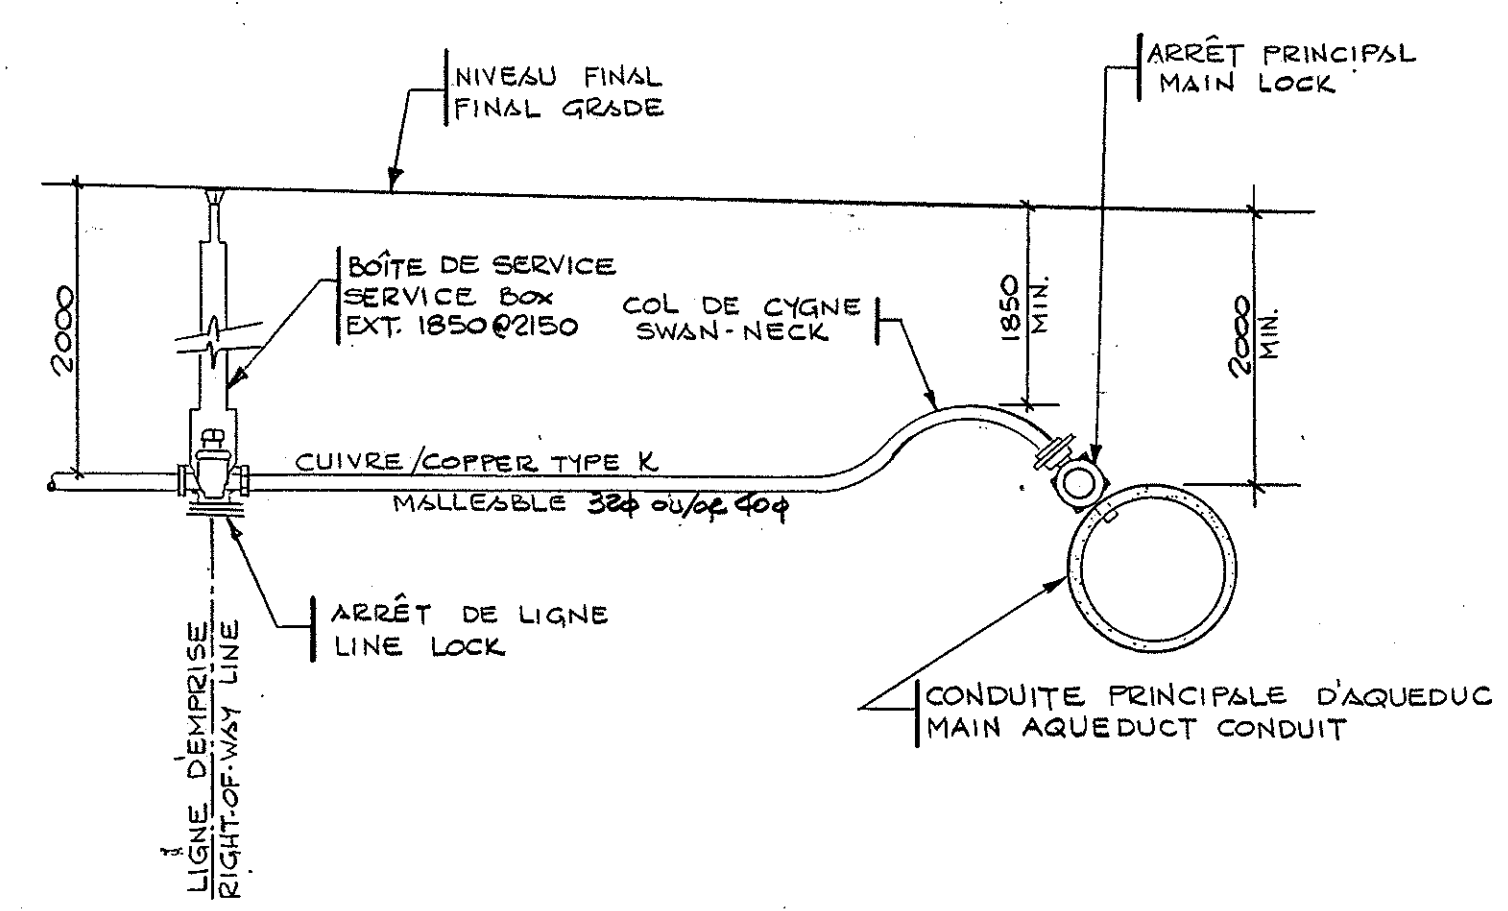 NIVEAU FINAL
FINAL GRADE
ARRÊT PRINCIPAL
MAIN LOCK
BOÎTE DE SERVICE
SERVICE BOX
EXT. 1850@2150
COL DE CYGNE
SWAN-NECK
2000
1850
MIN.
2000
MIN.
CUIVRE/COPPER TYPE K
MALLEABLE 32φ ou/or 40φ
ARRÊT DE LIGNE
LINE LOCK
LIGNE D'EMPRISE
RIGHT-OF-WAY LINE
CONDUITE PRINCIPALE D'AQUEDUC
MAIN AQUEDUCT CONDUIT